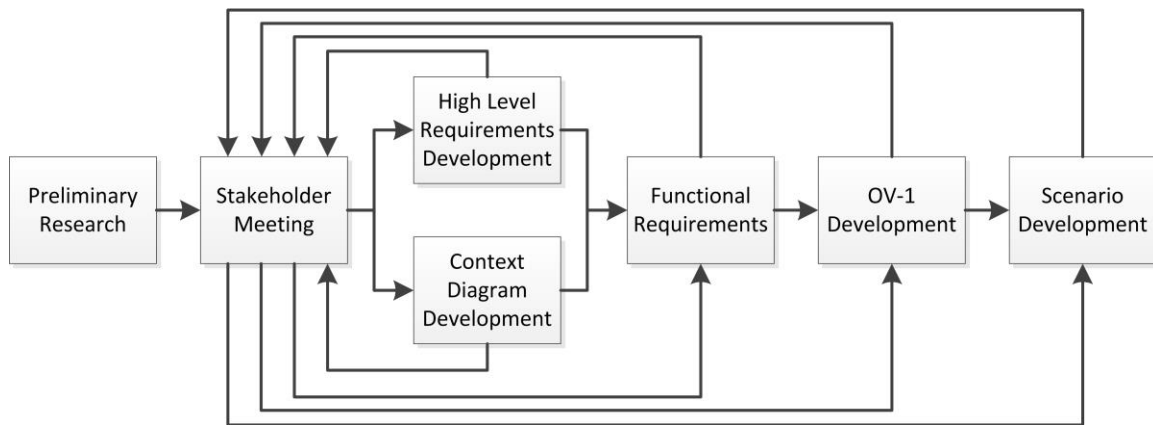 Preliminary
Research
Stakeholder
Meeting
High Level
Requirements
Development
Context
Diagram
Development
Functional
Requirements
OV-1
Development
Scenario
Development